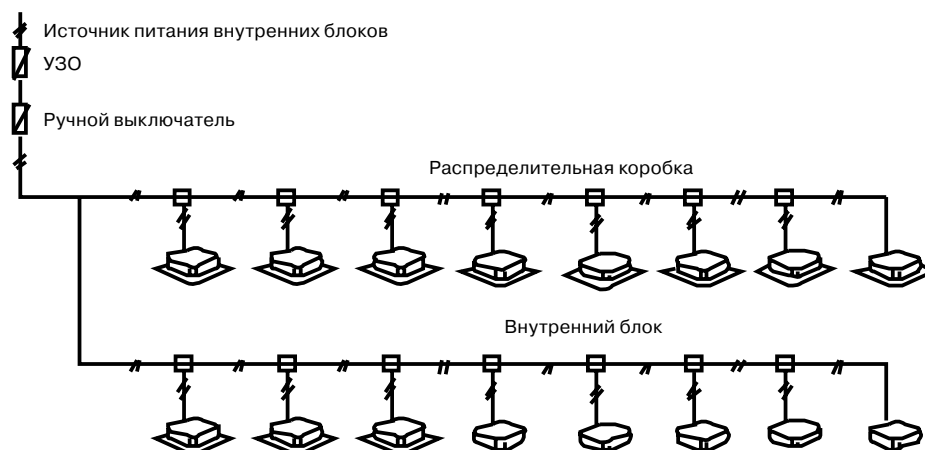 Источник питания внутренних блоков
УЗО
Ручной выключатель
Распределительная коробка
Внутренний блок